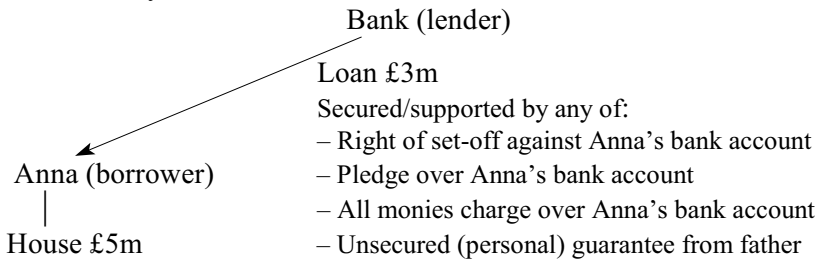 Bank (lender)
Loan £3m
Secured/supported by any of:
– Right of set-off against Anna’s bank account
Anna (borrower)
– Pledge over Anna’s bank account
– All monies charge over Anna’s bank account
House £5m
– Unsecured (personal) guarantee from father